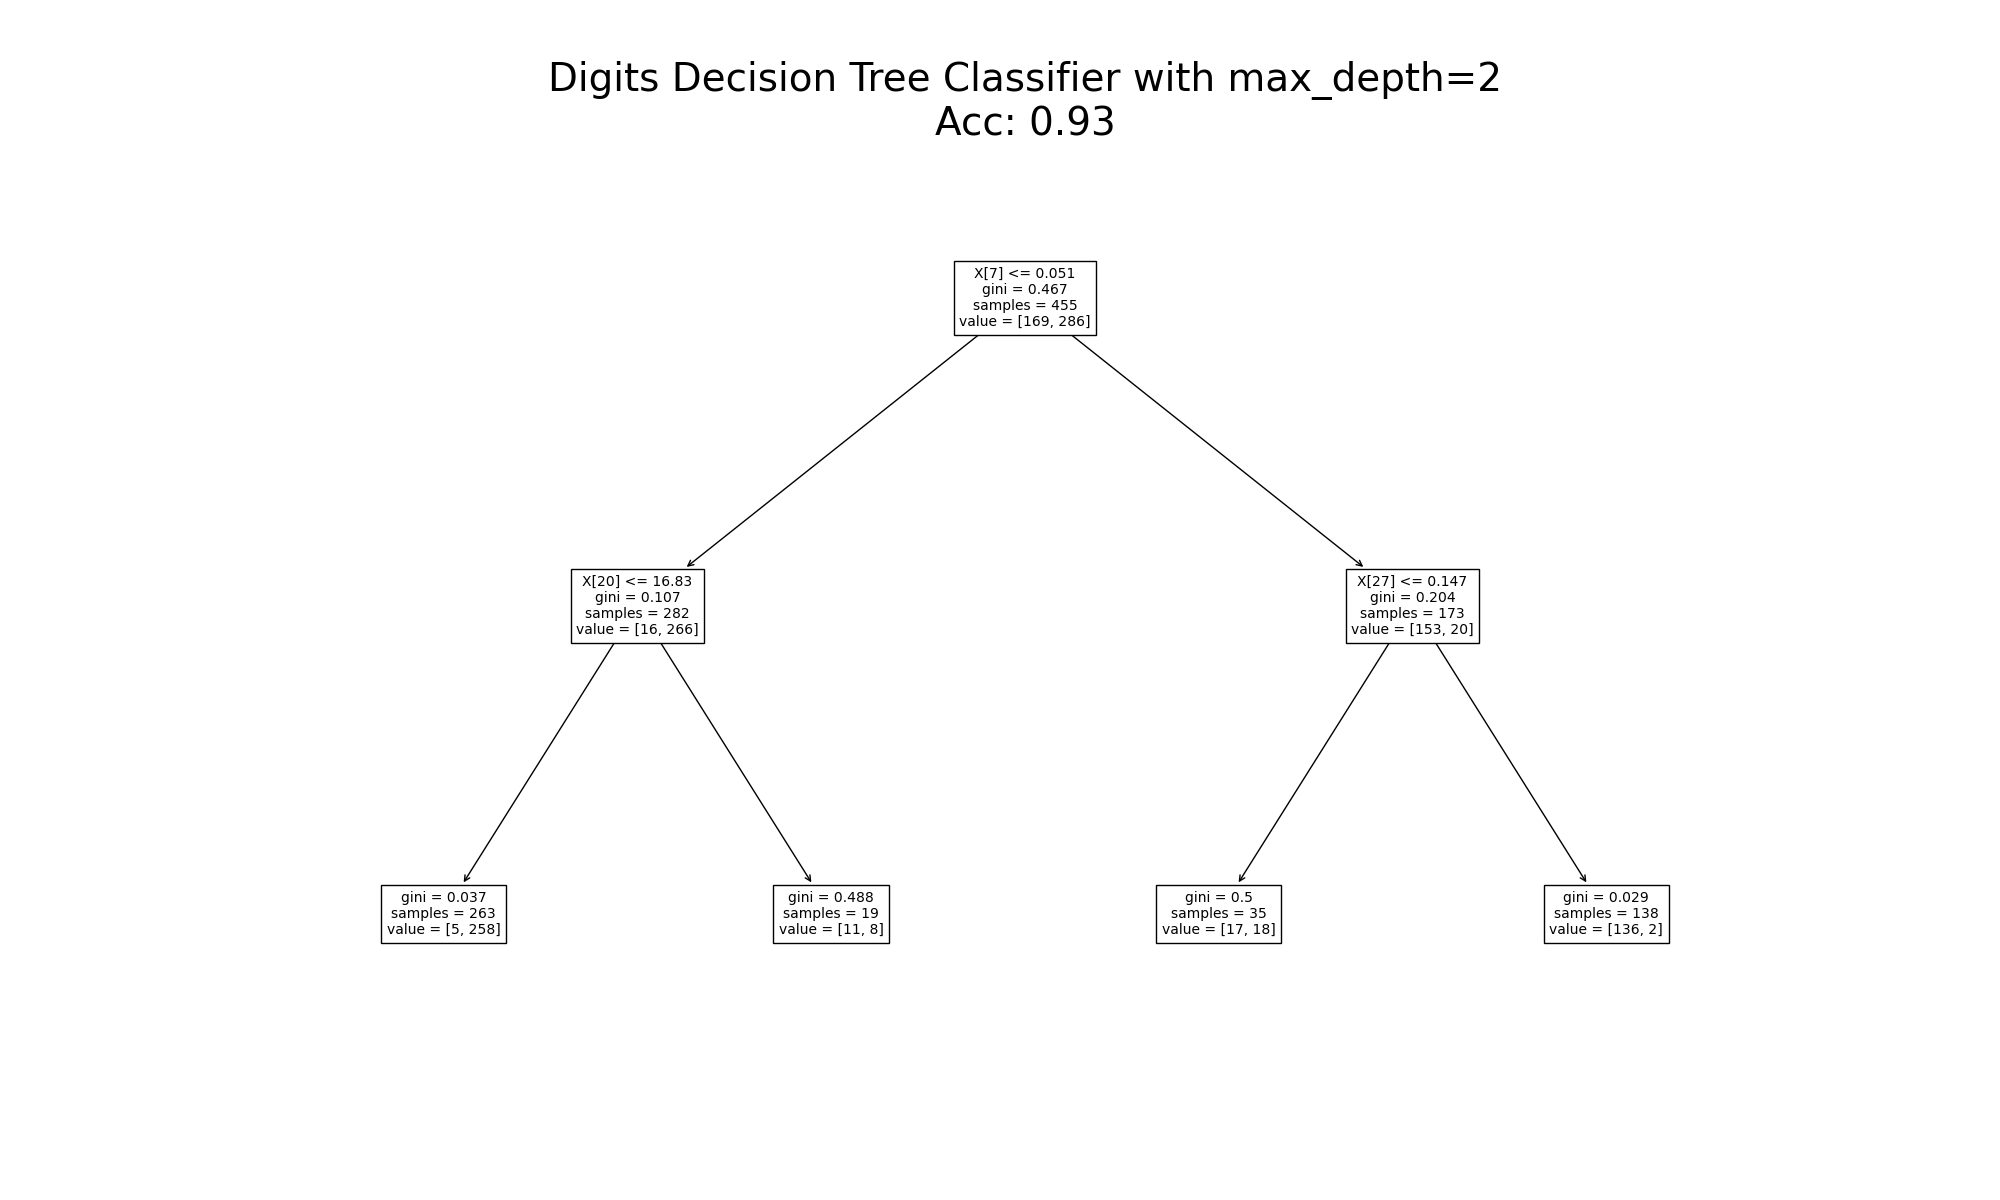 Digits Decision Tree Classifier with max_depth=2
Acc: 0.93
X[7] <= 0.051
gini = 0.467
samples = 455
value = [169, 286]
X[20] <= 16.83
gini = 0.107
samples = 282
value = [16, 266]
X[27] <= 0.147
gini = 0.204
samples = 173
value = [153, 20]
gini = 0.037
samples = 263
value = [5, 258]
gini = 0.488
samples = 19
value = [11, 8]
gini = 0.5
samples = 35
value = [17, 18]
gini = 0.029
samples = 138
value = [136, 2]